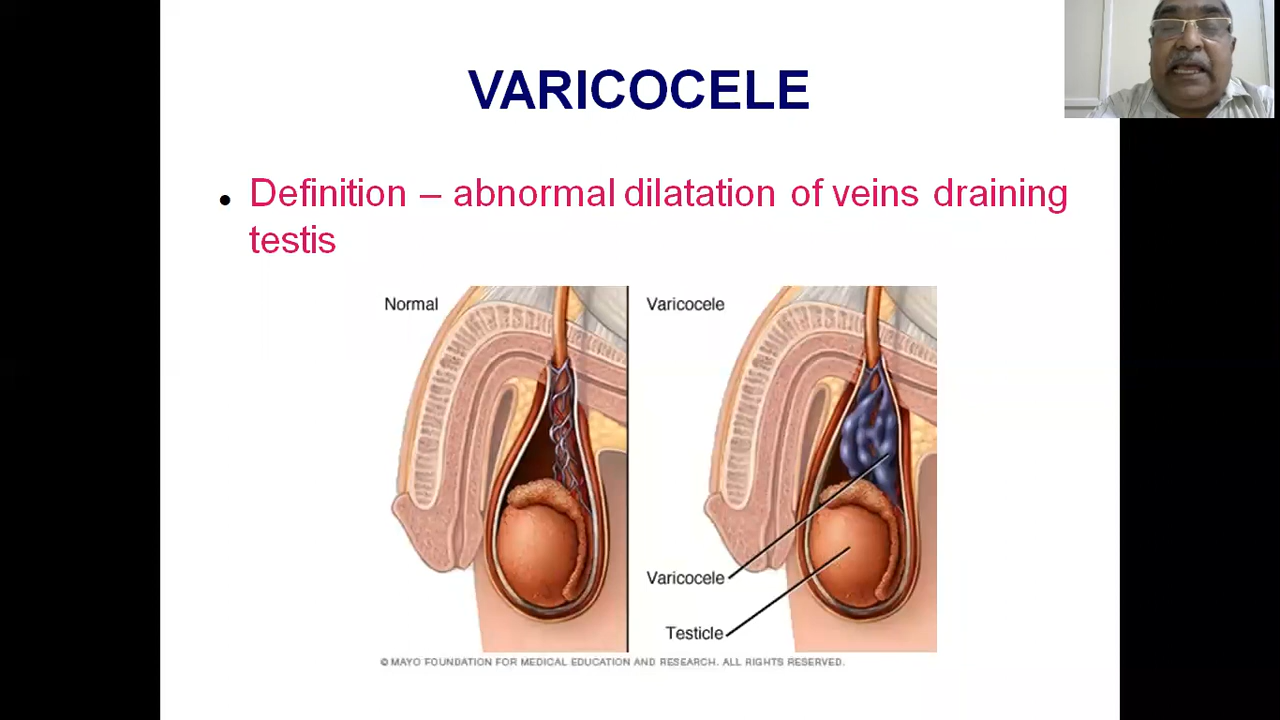 VARICOCELE
• Definition – abnormal dilatation of veins draining
testis
Normal
Varicocele
Varicocele
Testicle
© MAYO FOUNDATION FOR MEDICAL EDUCATION AND RESEARCH. ALL RIGHTS RESERVED.